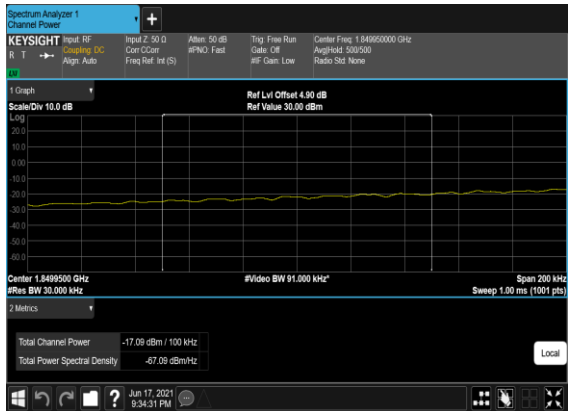 Spectrum Analyzer 1
Channel Power
KEYSIGHT Input: RF Input Z: 50 Ω Atten: 50 dB Trig: Free Run Center Freq: 1.849950000 GHz
R T Coupling: DC Corr CCorr #PNO: Fast Gate: Off Avg|Hold: 500/500
Align: Auto Freq Ref: Int (S) #IF Gain: Low Radio Std: None
LXI
1 Graph Ref Lvl Offset 4.90 dB
Scale/Div 10.0 dB Ref Value 30.00 dBm
Log
20.0
10.0
0.00
-10.0
-20.0
-30.0
-40.0
-50.0
-60.0
Center 1.8499500 GHz #Video BW 91.000 kHz* Span 200 kHz
#Res BW 30.000 kHz Sweep 1.00 ms (1001 pts)
2 Metrics
Total Channel Power -17.09 dBm / 100 kHz
Total Power Spectral Density -67.09 dBm/Hz
Local
Jun 17, 2021
9:34:31 PM